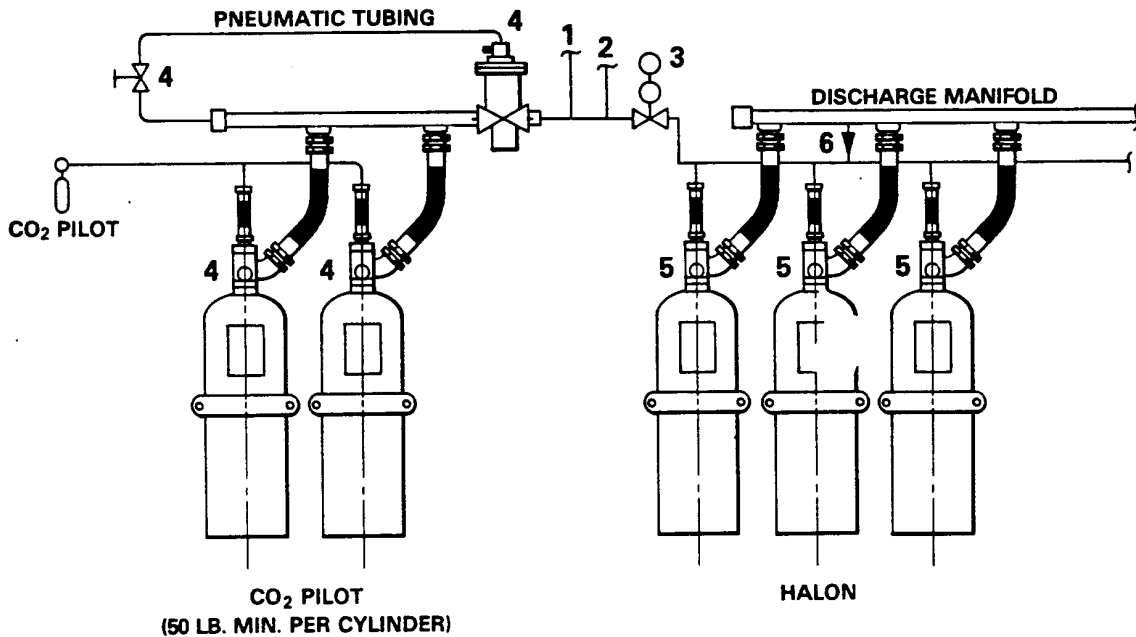 PNEUMATIC TUBING
4
1
2
3
4
DISCHARGE MANIFOLD
6
CO₂ PILOT
4
4
5
5
5
CO₂ PILOT
(50 LB. MIN. PER CYLINDER)
HALON